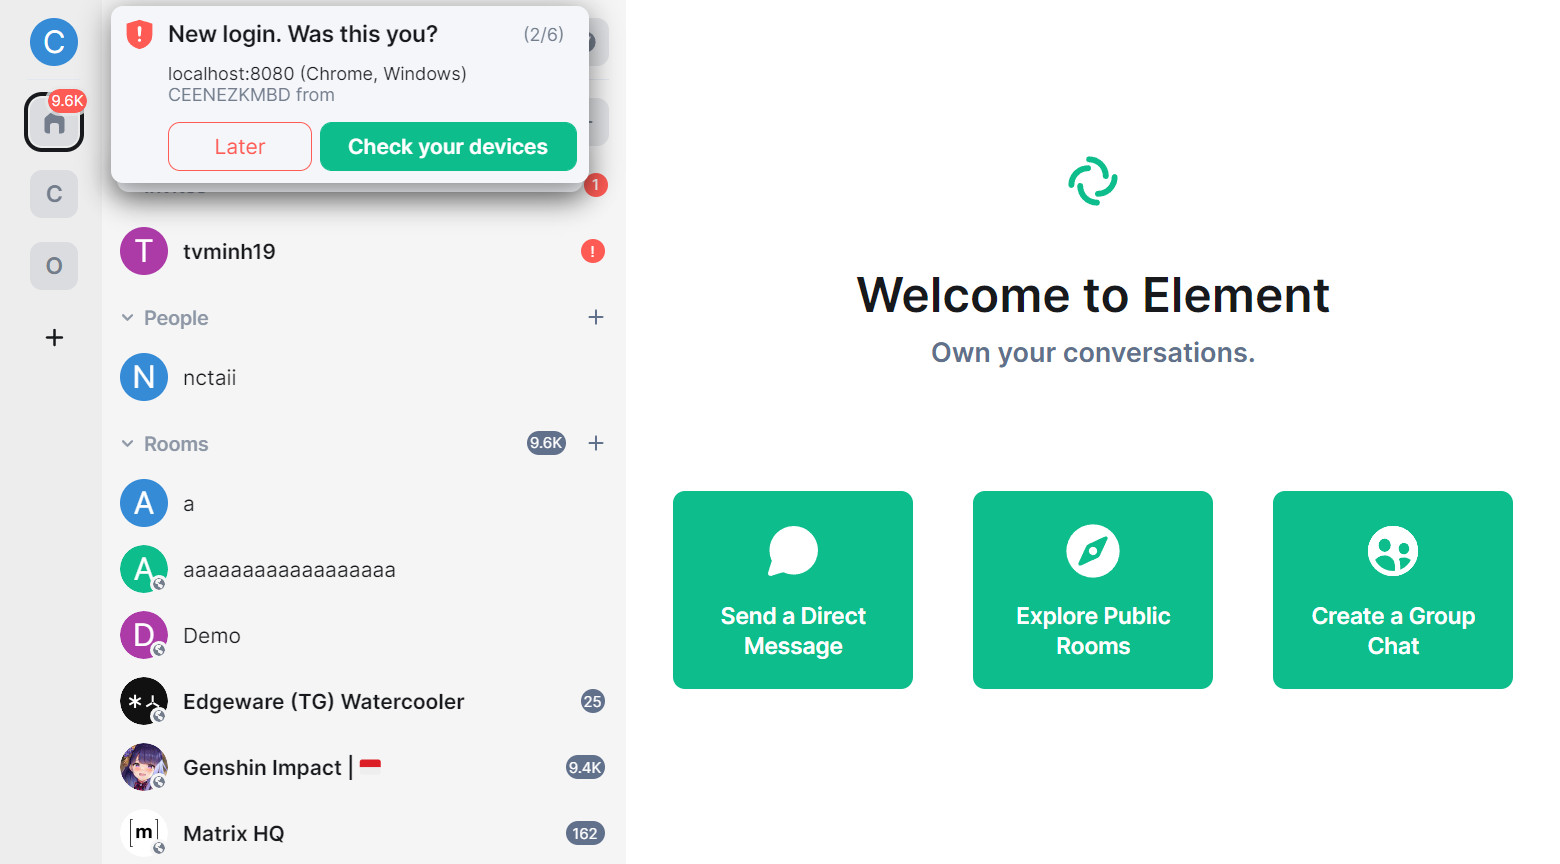 C
New login. Was this you?
(2/6)
localhost:8080 (Chrome, Windows)
CEENEZKMBD from
Later
Check your devices
9.6K
C
O
1
T
tvminh19
!
People
N
nctaii
Rooms
9.6K
A
a
A
aaaaaaaaaaaaaaaaaa
D
Demo
Edgeware (TG) Watercooler
25
Genshin Impact |
9.4K
[m]
Matrix HQ
162
Welcome to Element
Own your conversations.
Send a Direct
Message
Explore Public
Rooms
Create a Group
Chat